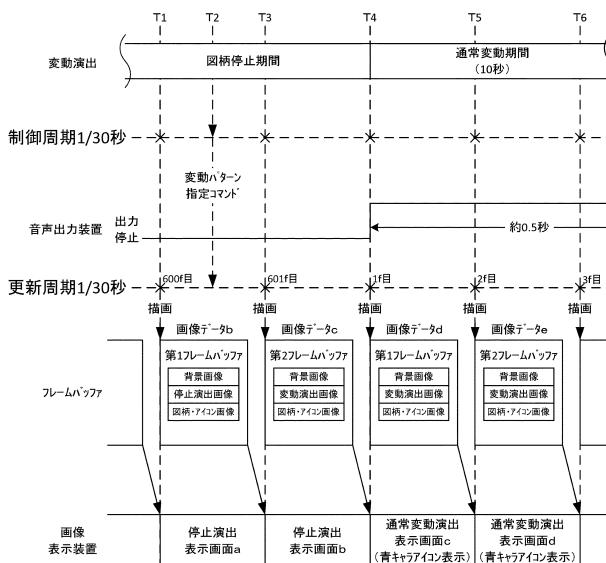 T1 T2 T3 T4 T5 T6
変動演出
図柄停止期間
通常変動期間
(10秒)
制御周期1/30秒
変動パターン
指定コマンド
音声出力装置
出力
停止
約0.5秒
更新周期1/30秒
600f目 601f目 1f目 2f目 3f目
描画 描画 描画 描画 描画
画像データb 画像データc 画像データd 画像データe
第1フレームバッファ 第2フレームバッファ 第1フレームバッファ 第2フレームバッファ
背景画像 背景画像 背景画像 背景画像
フレームバッファ
停止演出画像 変動演出画像 変動演出画像 変動演出画像
図柄・アイコン画像 図柄・アイコン画像 図柄・アイコン画像 図柄・アイコン画像
画像
表示装置
停止演出
表示画面a
停止演出
表示画面b
通常変動演出
表示画面c
(青キャラアイコン表示)
通常変動演出
表示画面d
(青キャラアイコン表示)